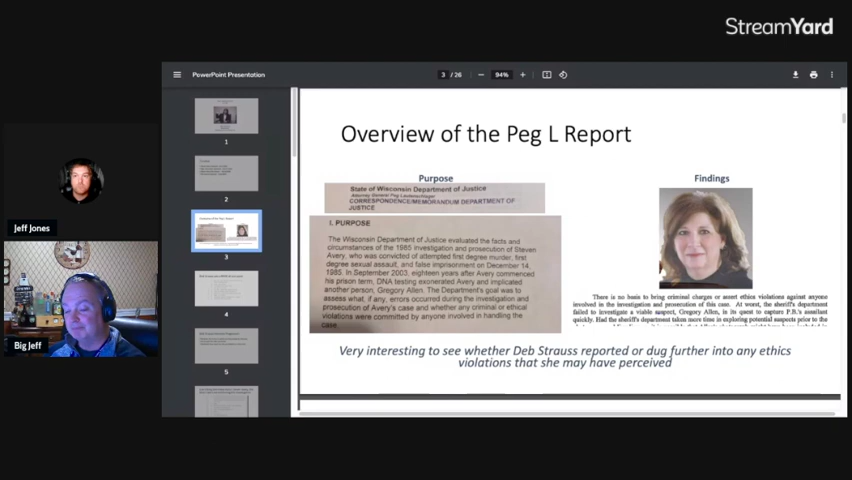 StreamYard
PowerPoint Presentation
3 / 26
94%
1
2
3
4
5
Jeff Jones
Big Jeff
Overview of the Peg L Report
Purpose
State of Wisconsin Department of Justice
Attorney General Peg Lautenschlager
CORRESPONDENCE/MEMORANDUM DEPARTMENT OF
JUSTICE
I. PURPOSE
The Wisconsin Department of Justice evaluated the facts and
circumstances of the 1985 investigation and prosecution of Steven
Avery, who was convicted of attempted first degree murder, first
degree sexual assault, and false imprisonment on December 14,
1985. In September 2003, eighteen years after Avery commenced
his prison term, DNA testing exonerated Avery and implicated
another person, Gregory Allen. The Department's goal was to
assess what, if any, errors occurred during the investigation and
prosecution of Avery's case and whether any criminal or ethical
violations were committed by anyone involved in handling the
case.
Findings
There is no basis to bring criminal charges or assert ethics violations against anyone
involved in the investigation and prosecution of this case. At worst, the sheriff's department
failed to investigate a viable suspect, Gregory Allen, in its quest to capture P.B.'s assailant
quickly. Had the sheriff's department taken more time in exploring potential suspects prior to the
Very interesting to see whether Deb Strauss reported or dug further into any ethics
violations that she may have perceived